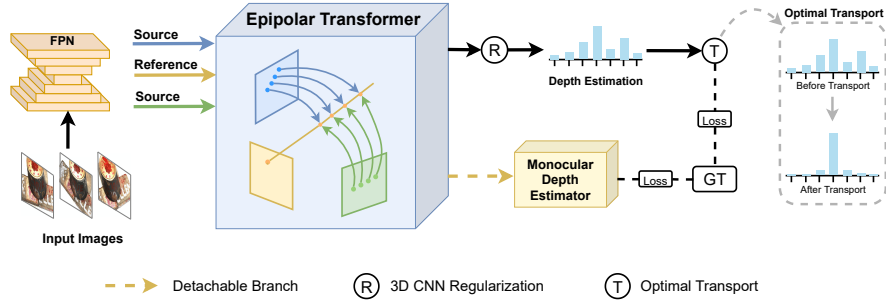 FPN
Source
Reference
Source
Input Images
Epipolar Transformer
R
Depth Estimation
T
Loss
Monocular
Depth
Estimator
Loss
GT
Optimal Transport
Before Transport
After Transport
Detachable Branch
R
3D CNN Regularization
T
Optimal Transport